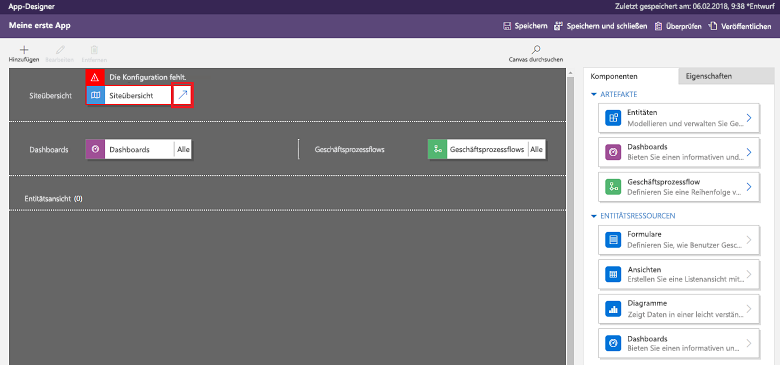 App-Designer
Zuletzt gespeichert am: 06.02.2018, 9:38 *Entwurf
Meine erste App
Speichern
Speichern und schließen
Überprüfen
Veröffentlichen
Hinzufügen
Bearbeiten
Entfernen
Canvas durchsuchen
Die Konfiguration fehlt.
Siteübersicht
Siteübersicht
Dashboards
Dashboards
Alle
Geschäftsprozessflows
Geschäftsprozessflows
Alle
Entitätsansicht (0)
Komponenten
Eigenschaften
ARTEFAKTE
Entitäten
Modellieren und verwalten Sie Ge...
Dashboards
Bieten Sie einen informativen und...
Geschäftsprozessflow
Definieren Sie eine Reihenfolge v...
ENTITÄTSRESSOURCEN
Formulare
Definieren Sie, wie Benutzer Gesc...
Ansichten
Erstellen Sie eine Listenansicht mit...
Diagramme
Zeigt Daten in einer leicht verstän...
Dashboards
Bieten Sie einen informativen un...